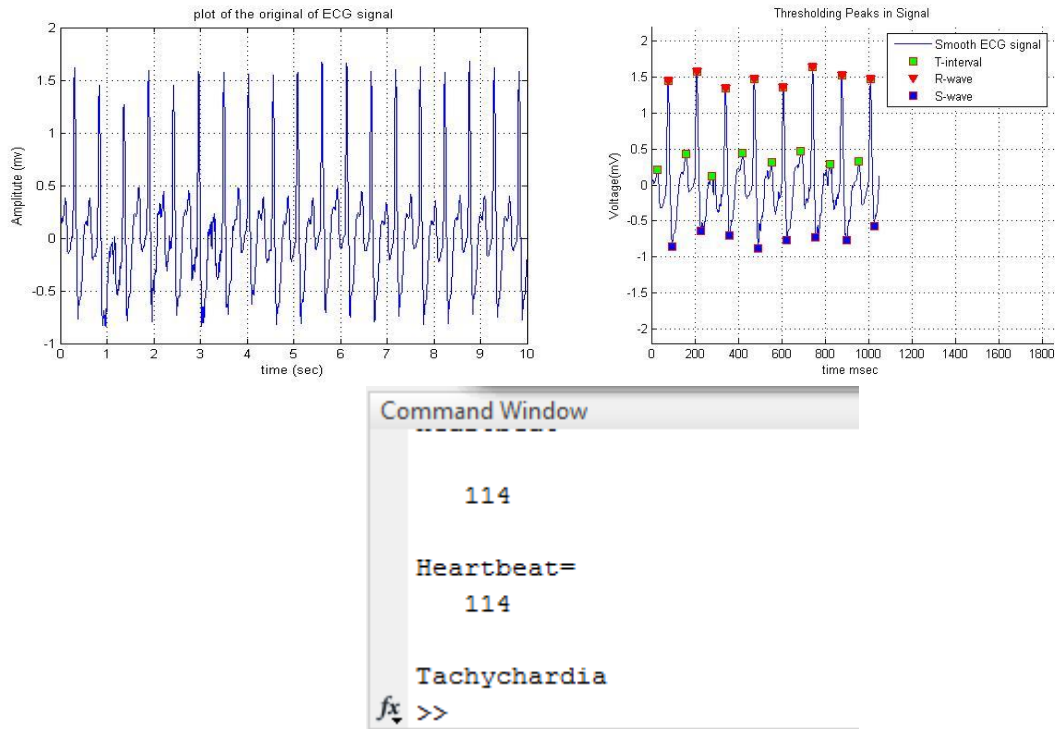 plot of the original of ECG signal
2
1.5
1
0.5
0
-0.5
-1
Amplitute (mv)
0 1 2 3 4 5 6 7 8 9 10
time (sec)
Thresholding Peaks in Signal
2
1.5
1
0.5
0
-0.5
-1
-1.5
-2
Voltage(mV)
Smooth ECG signal
T-interval
R-wave
S-wave
0 200 400 600 800 1000 1200 1400 1600 1800
time msec
Command Window
114
Heartbeat=
114
Tachychardia
fx >>